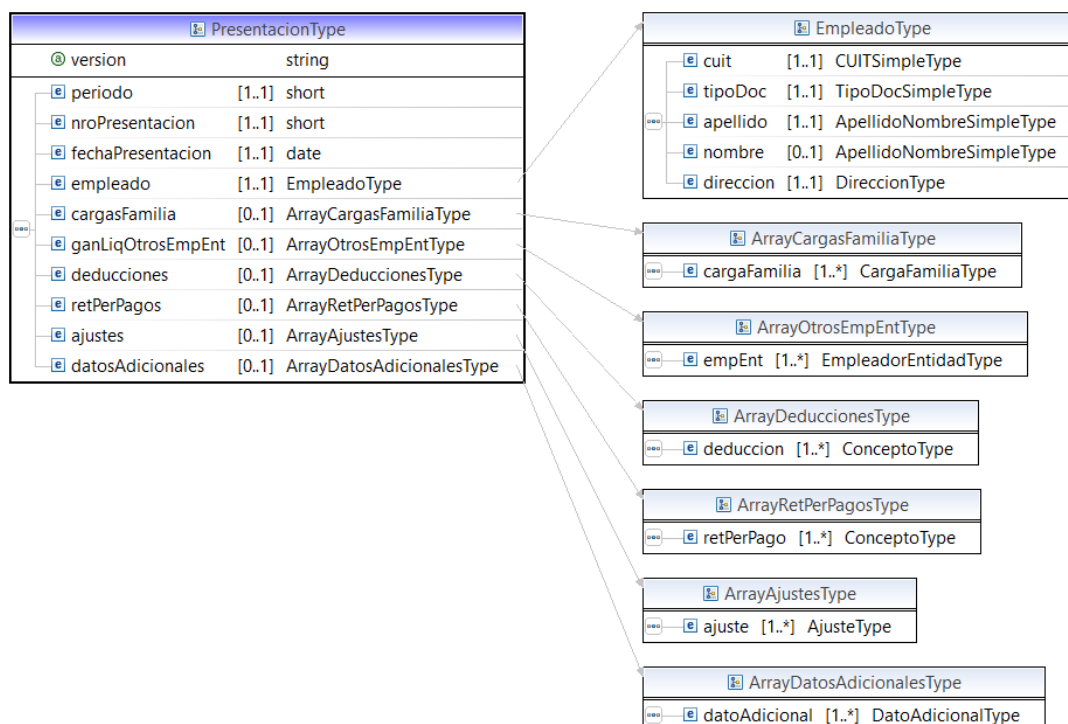 PresentacionType
version string
periodo [1..1] short
nroPresentacion [1..1] short
fechaPresentacion [1..1] date
empleado [1..1] EmpleadoType
cargasFamilia [0..1] ArrayCargasFamiliaType
ganLiqOtrosEmpEnt [0..1] ArrayOtrosEmpEntType
deducciones [0..1] ArrayDeduccionesType
retPerPagos [0..1] ArrayRetPerPagosType
ajustes [0..1] ArrayAjustesType
datosAdicionales [0..1] ArrayDatosAdicionalesType
EmpleadoType
cuit [1..1] CUITSimpleType
tipoDoc [1..1] TipoDocSimpleType
apellido [1..1] ApellidoNombreSimpleType
nombre [0..1] ApellidoNombreSimpleType
direccion [1..1] DireccionType
ArrayCargasFamiliaType
cargaFamilia [1..*] CargaFamiliaType
ArrayOtrosEmpEntType
empEnt [1..*] EmpleadorEntidadType
ArrayDeduccionesType
deduccion [1..*] ConceptoType
ArrayRetPerPagosType
retPerPago [1..*] ConceptoType
ArrayAjustesType
ajuste [1..*] AjusteType
ArrayDatosAdicionalesType
datoAdicional [1..*] DatoAdicionalType